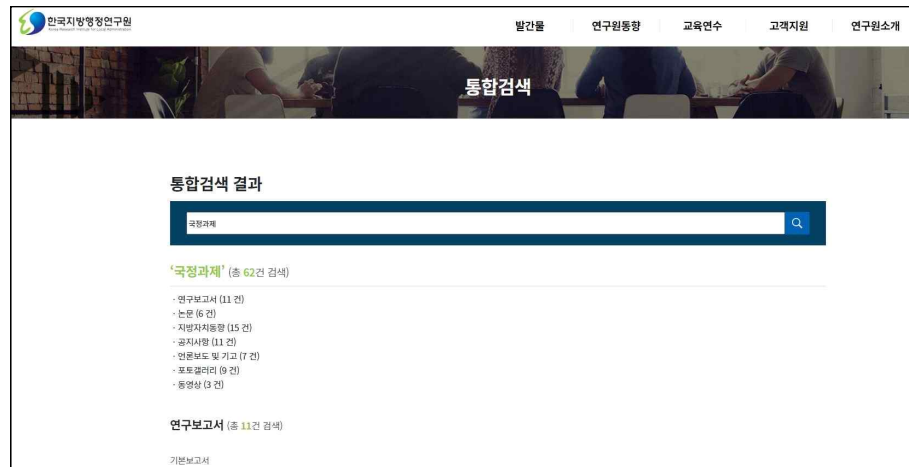 한국지방행정연구원
Korea Research Institute for Local Administration
발간물 연구원동향 교육연수 고객지원 연구원소개
통합검색
통합검색 결과
국정과제
‘국정과제’ (총 62건 검색)
· 연구보고서 (11 건)
· 논문 (6 건)
· 지방자치동향 (15 건)
· 공지사항 (11 건)
· 언론보도 및 기고 (7 건)
· 포토갤러리 (9 건)
· 동영상 (3 건)
연구보고서 (총 11건 검색)
기본보고서